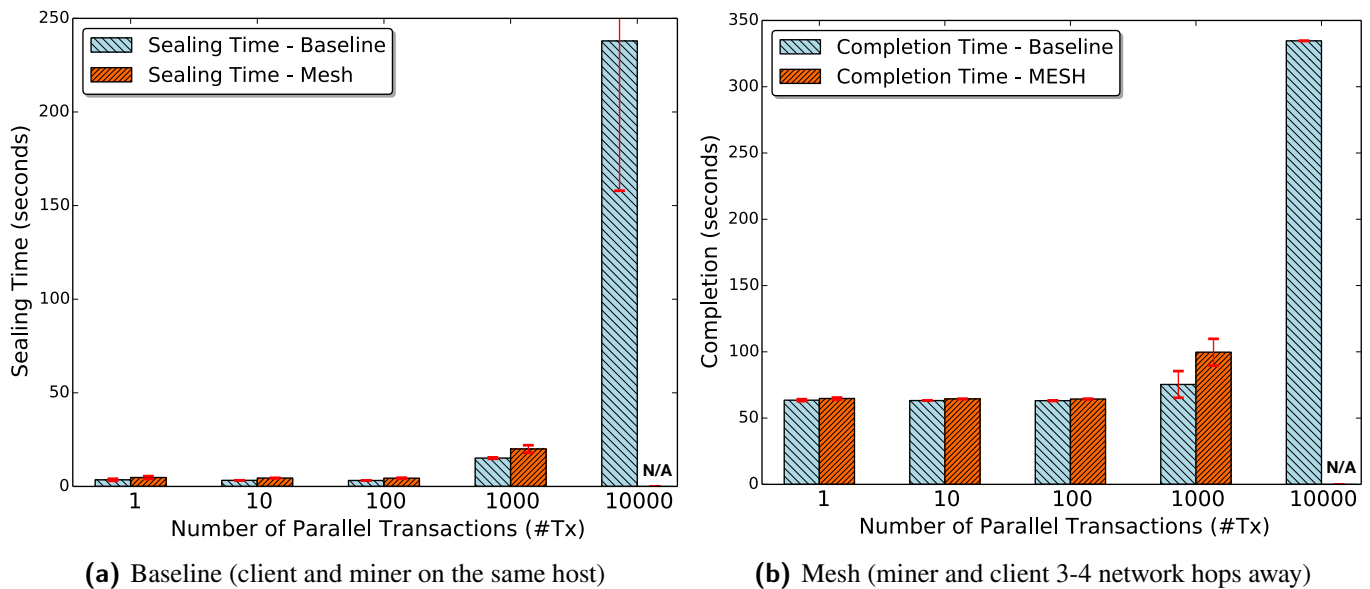 250
200
150
100
50
0
Sealing Time (seconds)
Sealing Time - Baseline
Sealing Time - Mesh
N/A
1 10 100 1000 10000
Number of Parallel Transactions (#Tx)
(a) Baseline (client and miner on the same host)
350
300
250
200
150
100
50
0
Completion (seconds)
Completion Time - Baseline
Completion Time - MESH
N/A
1 10 100 1000 10000
Number of Parallel Transactions (#Tx)
(b) Mesh (miner and client 3-4 network hops away)